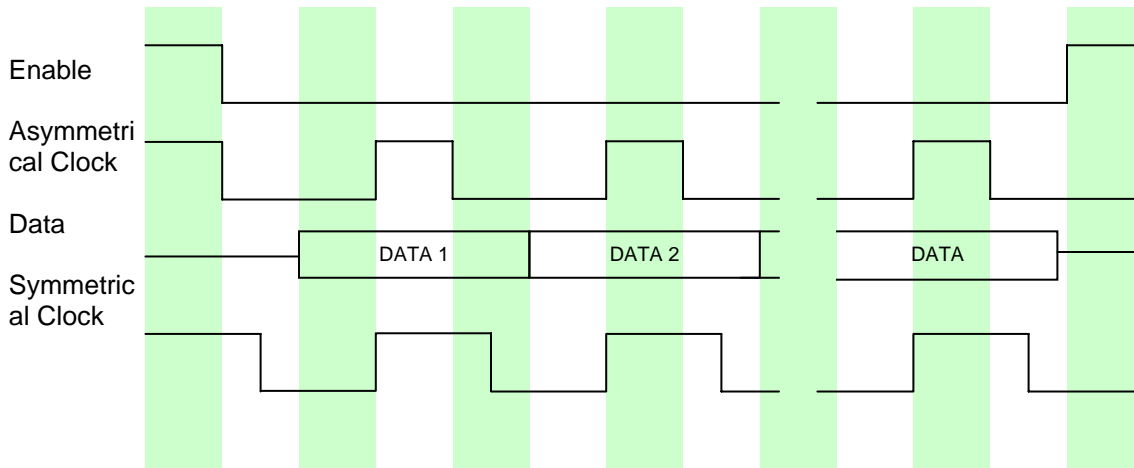 Enable
Asymmetri
cal Clock
Data
DATA 1
DATA 2
DATA
Symmetric
al Clock